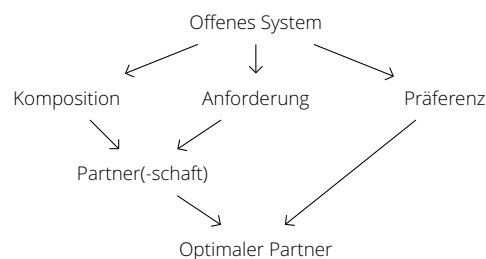 Offenes System
Komposition Anforderung Präferenz
Partner(-schaft)
Optimaler Partner